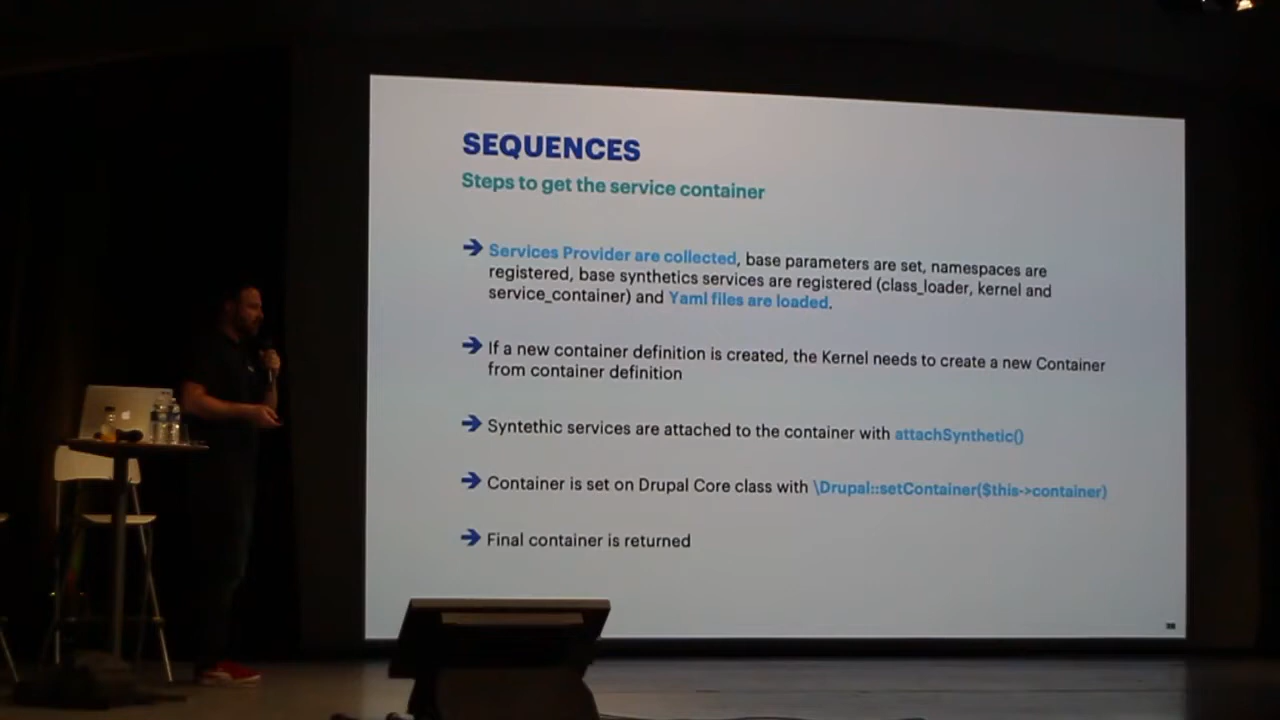 SEQUENCES
Steps to get the service container
→ Services Provider are collected, base parameters are set, namespaces are
registered, base synthetics services are registered (class_loader, kernel and
service_container) and Yaml files are loaded.
→ If a new container definition is created, the Kernel needs to create a new Container
from container definition
→ Syntethic services are attached to the container with attachSynthetic()
→ Container is set on Drupal Core class with \Drupal::setContainer($this->container)
→ Final container is returned